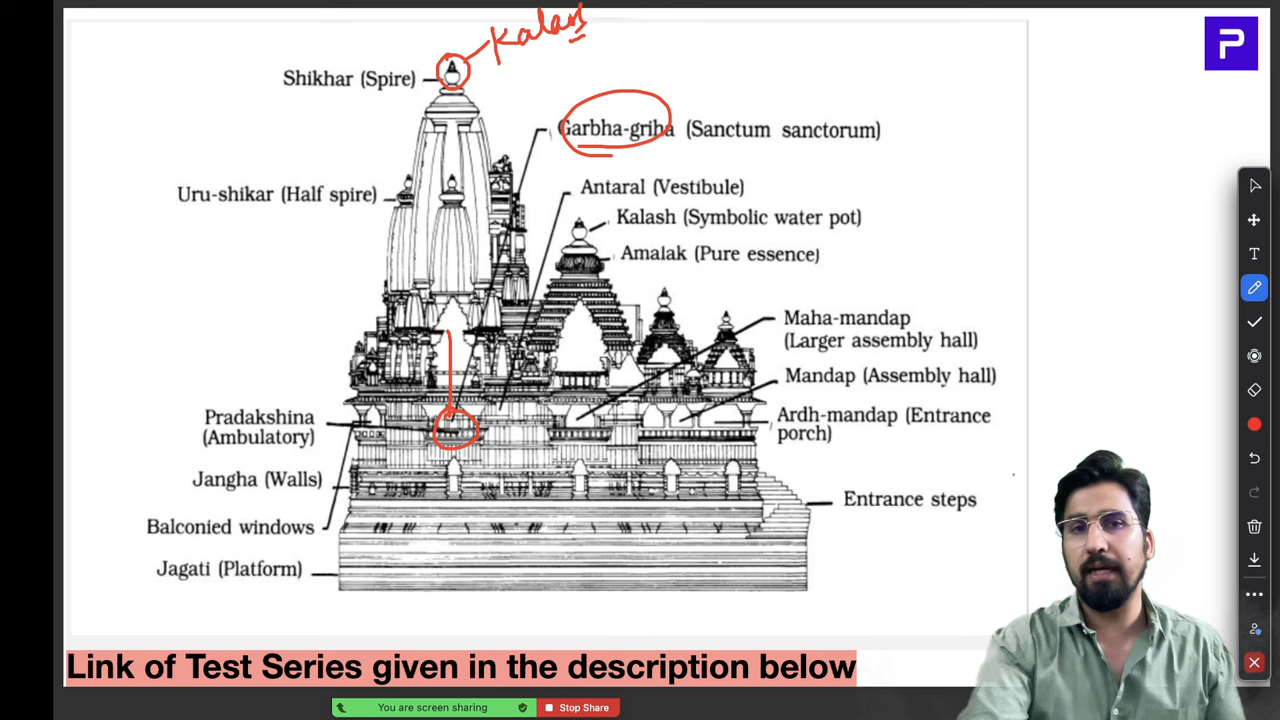 Kalash
P
Shikhar (Spire)
Garbha-griha (Sanctum sanctorum)
Antaral (Vestibule)
Uru-shikar (Half spire)
Kalash (Symbolic water pot)
Amalak (Pure essence)
Maha-mandap
(Larger assembly hall)
Mandap (Assembly hall)
Pradakshina
(Ambulatory)
Ardh-mandap (Entrance
porch)
Jangha (Walls)
Entrance steps
Balconied windows
Jagati (Platform)
Link of Test Series given in the description below
You are screen sharing
Stop Share
T